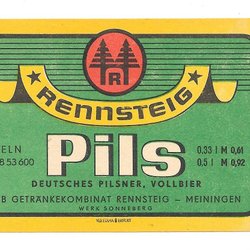 R
RENNSTEIG
Pils
ELN
8 53 600
0,33 l M 0,61
0,5 l M 0,92
DEUTSCHES PILSNER, VOLLBIER
B GETRÄNKEKOMBINAT RENNSTEIG – MEININGEN
WERK SONNEBERG